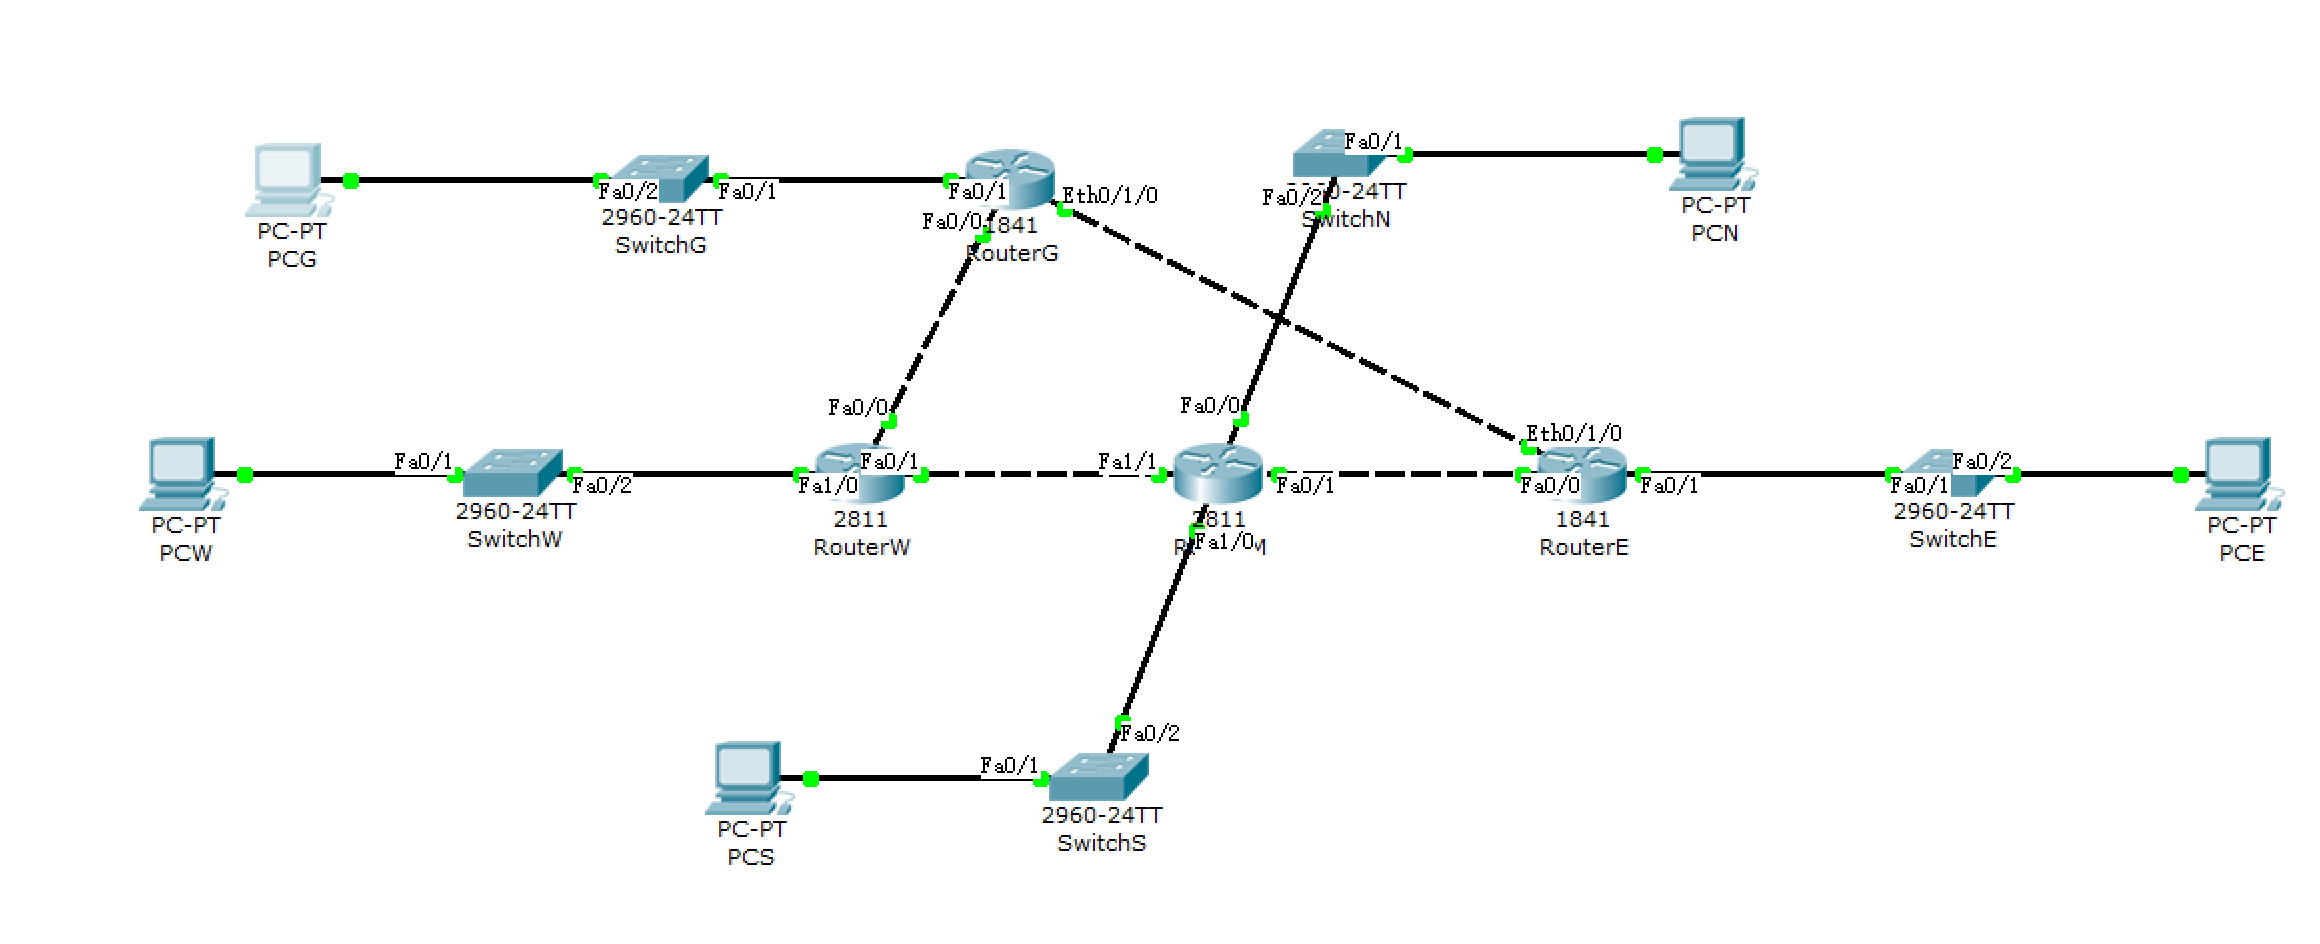 Fa0/1
PC-PT
PCG
Fa0/2
2960-24TT
SwitchG
Fa0/1
Fa0/1
Eth0/1/0
Fa0/0
1841
RouterG
Fa0/2
SwitchN
PC-PT
PCN
Fa0/0
Fa0/0
Eth0/1/0
Fa0/1
Fa0/2
2960-24TT
SwitchW
Fa1/0
Fa0/1
2811
RouterW
Fa1/1
Fa0/1
2811
Fa1/0
Fa0/0
Fa0/1
1841
RouterE
Fa0/1
Fa0/2
2960-24TT
SwitchE
PC-PT
PCW
PC-PT
PCE
Fa0/2
Fa0/1
2960-24TT
SwitchS
PC-PT
PCS